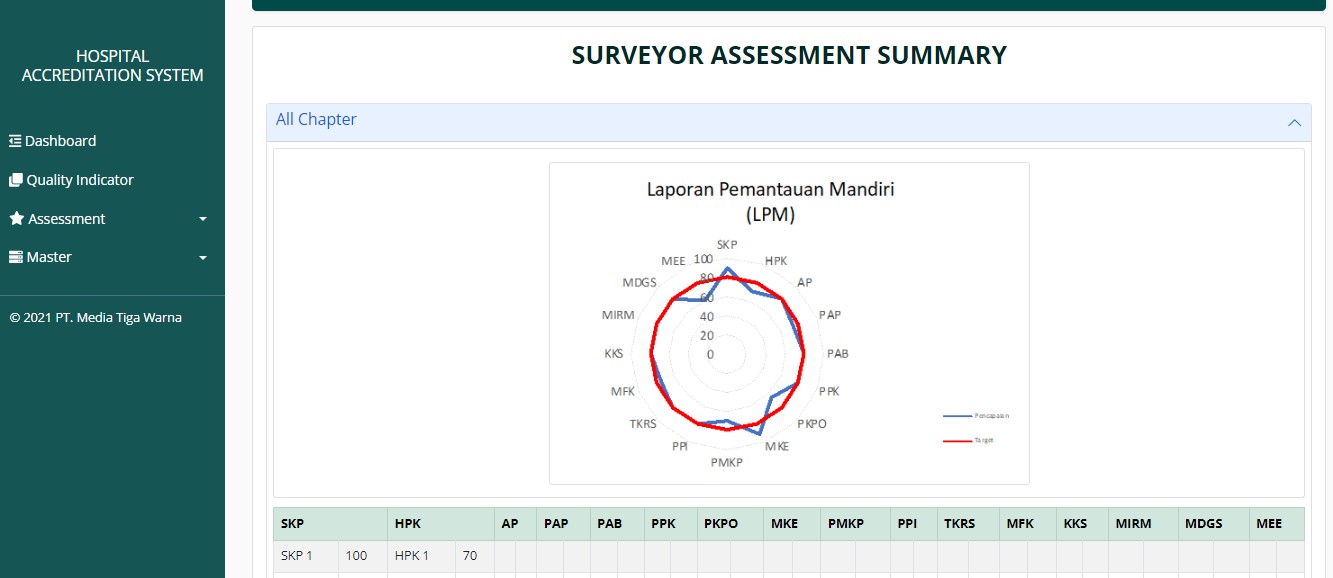 HOSPITAL
ACCREDITATION SYSTEM
Dashboard
Quality Indicator
Assessment
Master
© 2021 PT. Media Tiga Warna
SURVEYOR ASSESSMENT SUMMARY
All Chapter
Laporan Pemantauan Mandiri
(LPM)
SKP
MEE 100 HPK
80
MDGS AP
60
MIRM 40 PAP
20
KKS 0 PAB
MFK PPK
Pencapaian
TKRS PKPO
Target
PPI MKE
PMKP
SKP HPK AP PAP PAB PPK PKPO MKE PMKP PPI TKRS MFK KKS MIRM MDGS MEE
SKP 1 100 HPK 1 70